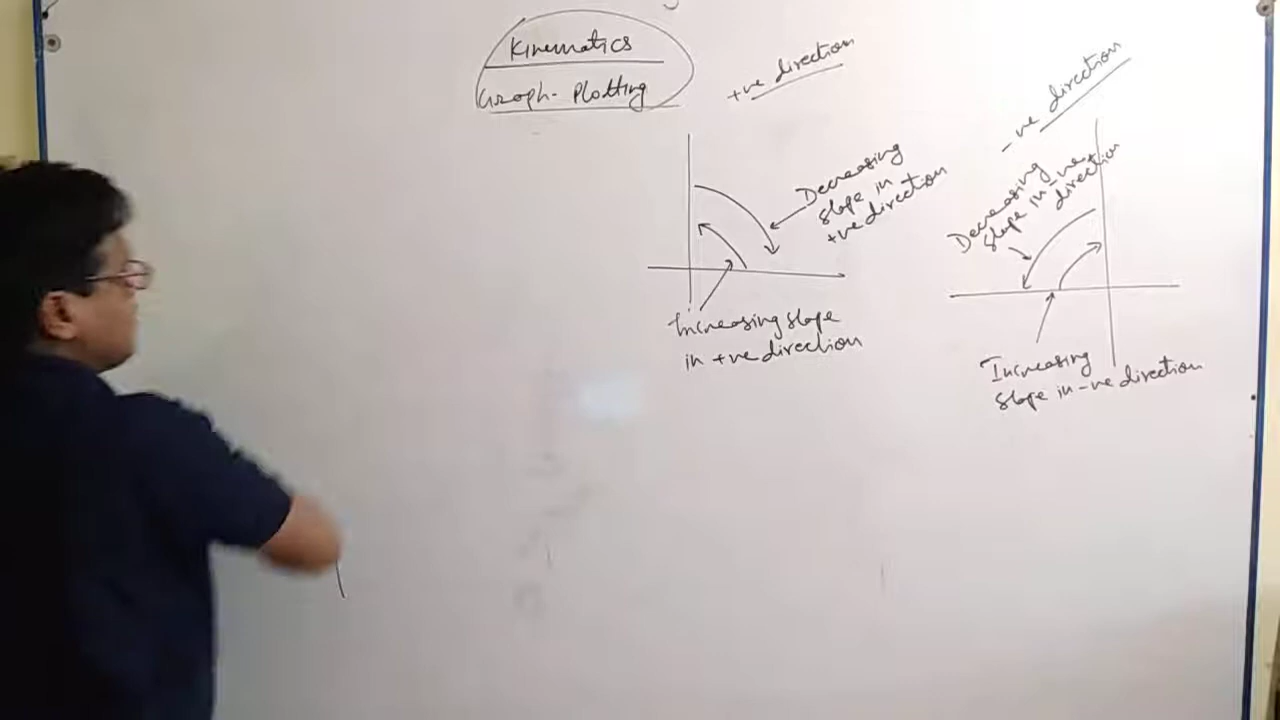 Kinematics
Graph- Plotting
+ve direction
Decreasing
slope in
+ve direction
Increasing slope
in +ve direction
-ve direction
Decreasing
slope in -ve
direction
Increasing
slope in -ve direction